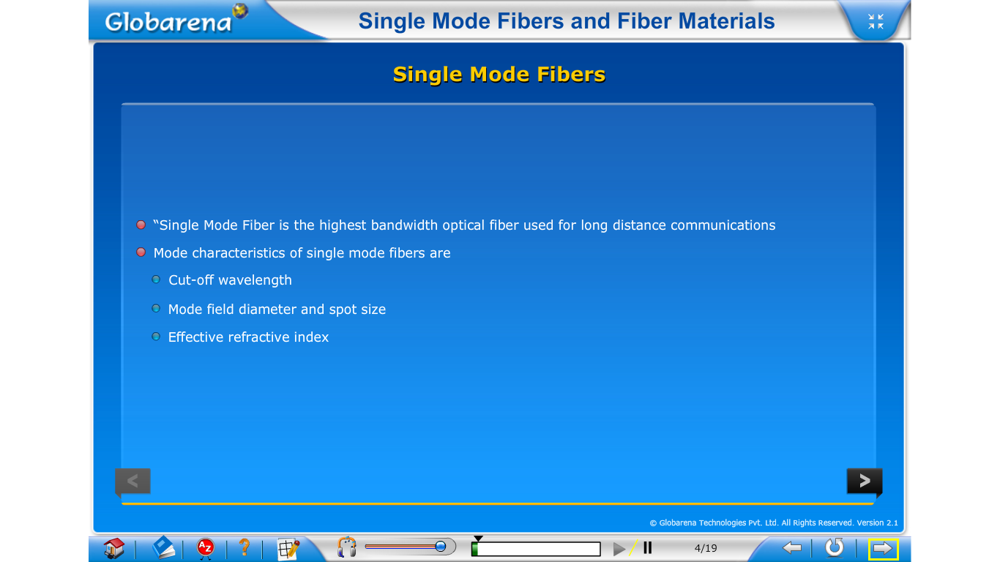 Globarena
Single Mode Fibers and Fiber Materials
Single Mode Fibers
“Single Mode Fiber is the highest bandwidth optical fiber used for long distance communications
Mode characteristics of single mode fibers are
Cut-off wavelength
Mode field diameter and spot size
Effective refractive index
< >
© Globarena Technologies Pvt. Ltd. All Rights Reserved. Version 2.1
AZ ? 4/19